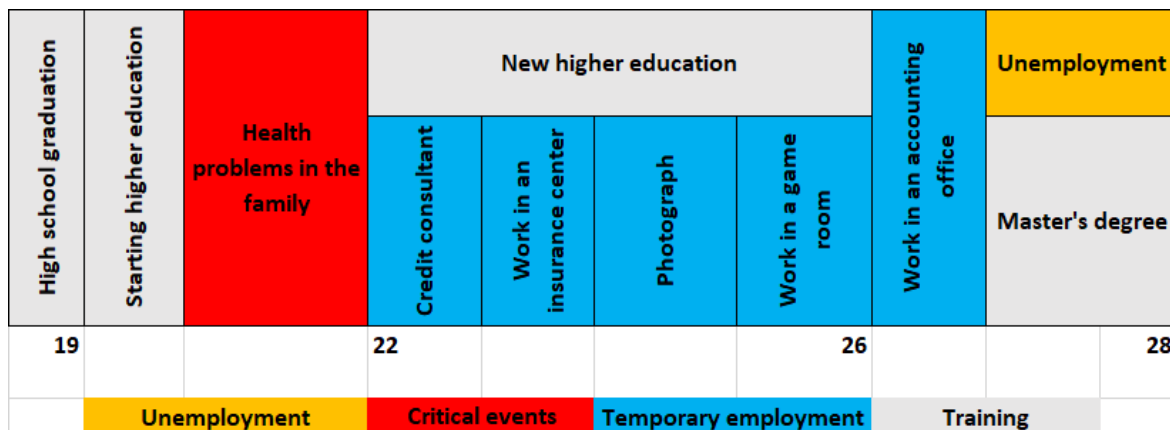 High school graduation
Starting higher education
Health
problems in the
family
New higher education
Credit consultant
Work in an
insurance center
Photograph
Work in a game
room
Work in an accounting
office
Unemployment
Master's degree
19
22
26
28
Unemployment
Critical events
Temporary employment
Training